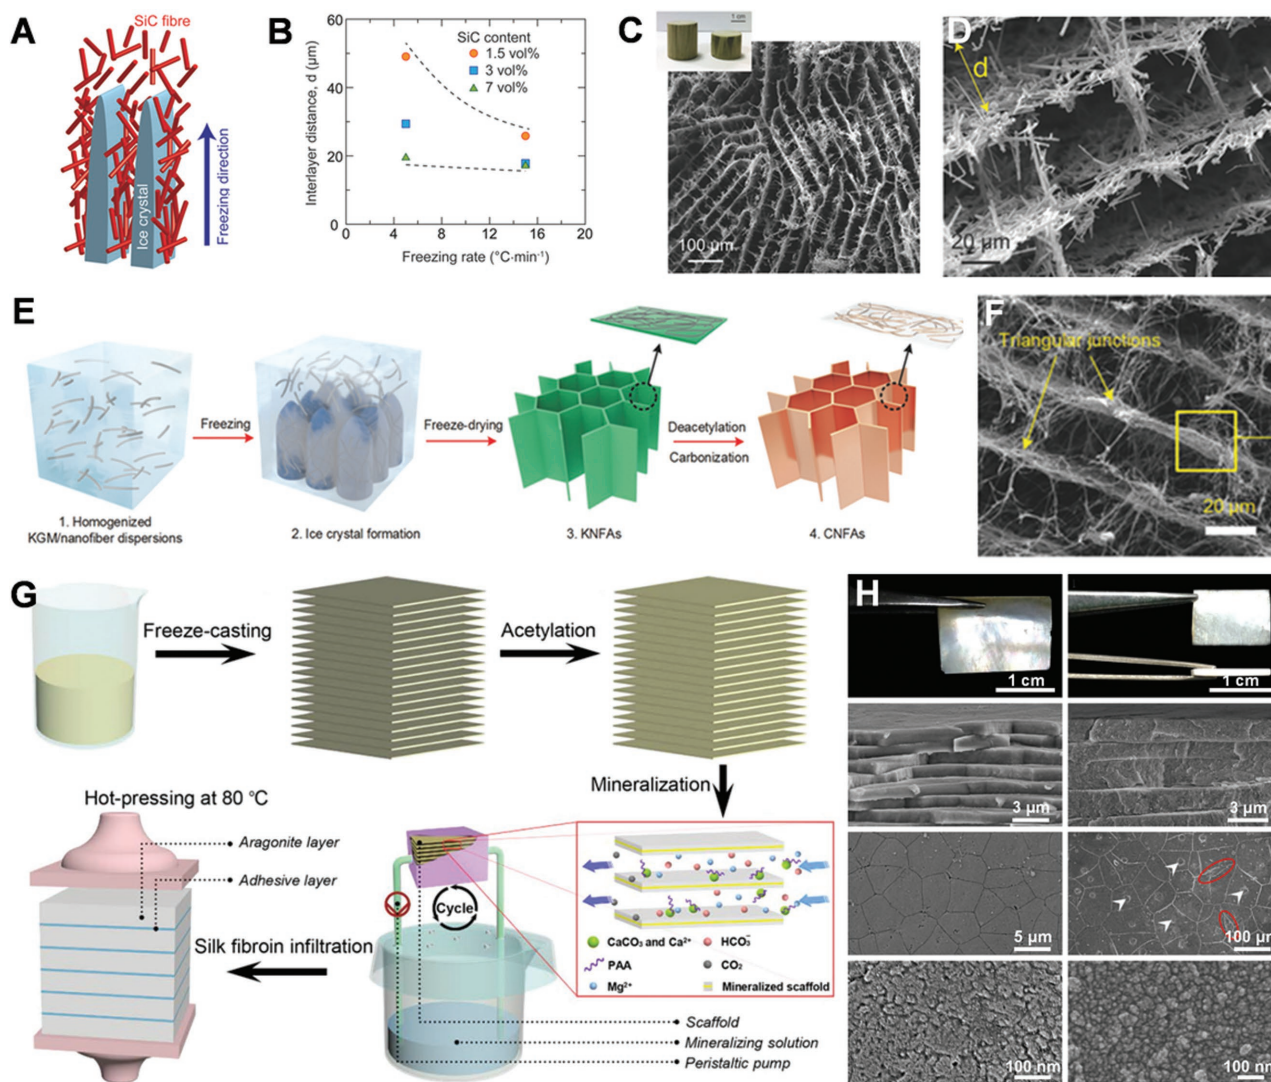 A
SiC fibre
Ice crystal
Freezing direction
B
SiC content
1.5 vol%
3 vol%
7 vol%
Interlayer distance, d (μm)
60
40
20
0
0
4
8
12
16
20
Freezing rate (°C·min⁻¹)
C
1 cm
100 μm
D
d
20 μm
E
Freezing
Freeze-drying
Deacetylation
Carbonization
1. Homogenized
KGM/nanofiber dispersions
2. Ice crystal formation
3. KNFAs
4. CNFAs
F
Triangular junctions
20 μm
G
Freeze-casting
Acetylation
Mineralization
Hot-pressing at 80 °C
Aragonite layer
Adhesive layer
Silk fibroin infiltration
Cycle
CaCO₃ and Ca²⁺
HCO₃⁻
PAA
CO₂
Mg²⁺
Mineralized scaffold
Scaffold
Mineralizing solution
Peristaltic pump
H
1 cm
1 cm
3 μm
3 μm
5 μm
100 μm
100 nm
100 nm